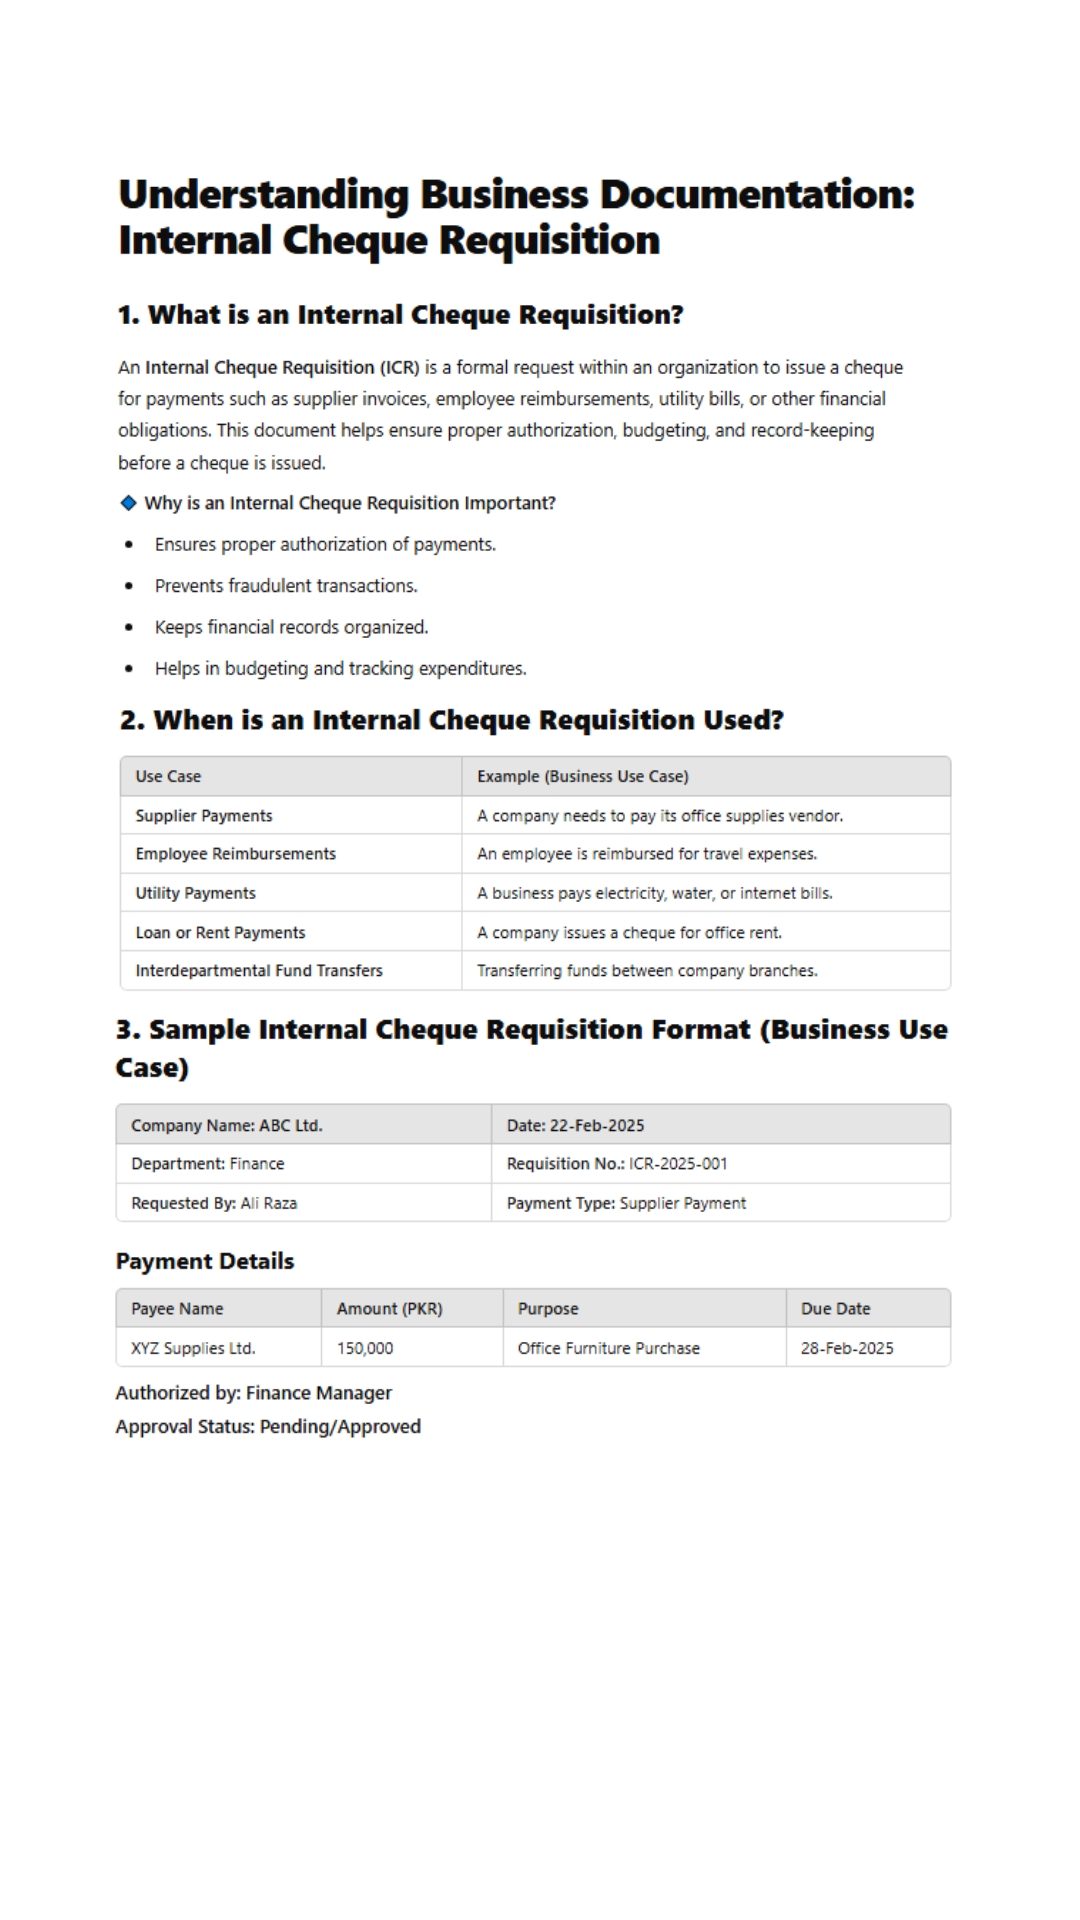 Understanding Business Documentation:
Internal Cheque Requisition
1. What is an Internal Cheque Requisition?
An Internal Cheque Requisition (ICR) is a formal request within an organization to issue a cheque
for payments such as supplier invoices, employee reimbursements, utility bills, or other financial
obligations. This document helps ensure proper authorization, budgeting, and record-keeping
before a cheque is issued.
🔷 Why is an Internal Cheque Requisition Important?
• Ensures proper authorization of payments.
• Prevents fraudulent transactions.
• Keeps financial records organized.
• Helps in budgeting and tracking expenditures.
2. When is an Internal Cheque Requisition Used?
Use Case Example (Business Use Case)
Supplier Payments A company needs to pay its office supplies vendor.
Employee Reimbursements An employee is reimbursed for travel expenses.
Utility Payments A business pays electricity, water, or internet bills.
Loan or Rent Payments A company issues a cheque for office rent.
Interdepartmental Fund Transfers Transferring funds between company branches.
3. Sample Internal Cheque Requisition Format (Business Use
Case)
Company Name: ABC Ltd. Date: 22-Feb-2025
Department: Finance Requisition No.: ICR-2025-001
Requested By: Ali Raza Payment Type: Supplier Payment
Payment Details
Payee Name Amount (PKR) Purpose Due Date
XYZ Supplies Ltd. 150,000 Office Furniture Purchase 28-Feb-2025
Authorized by: Finance Manager
Approval Status: Pending/Approved